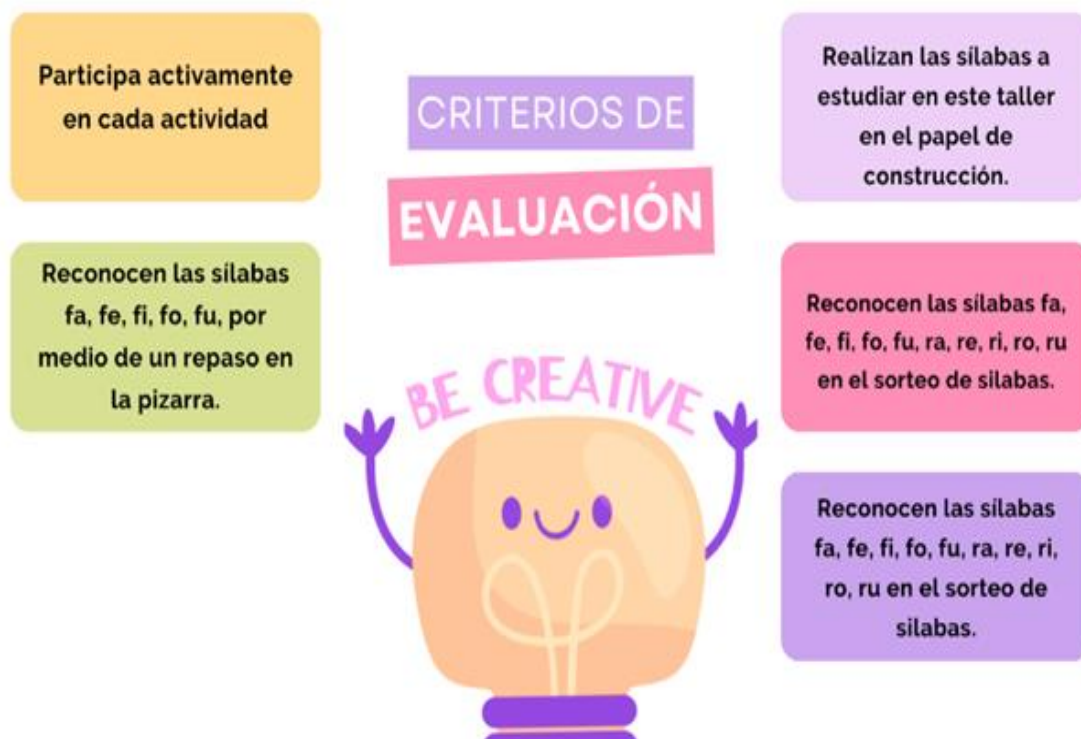 Participa activamente
en cada actividad
Reconocen las sílabas
fa, fe, fi, fo, fu, por
medio de un repaso en
la pizarra.
CRITERIOS DE
EVALUACIÓN
BE CREATIVE
Realizan las sílabas a
estudiar en este taller
en el papel de
construcción.
Reconocen las sílabas fa,
fe, fi, fo, fu, ra, re, ri, ro, ru
en el sorteo de silabas.
Reconocen las sílabas
fa, fe, fi, fo, fu, ra, re, ri,
ro, ru en el sorteo de
silabas.